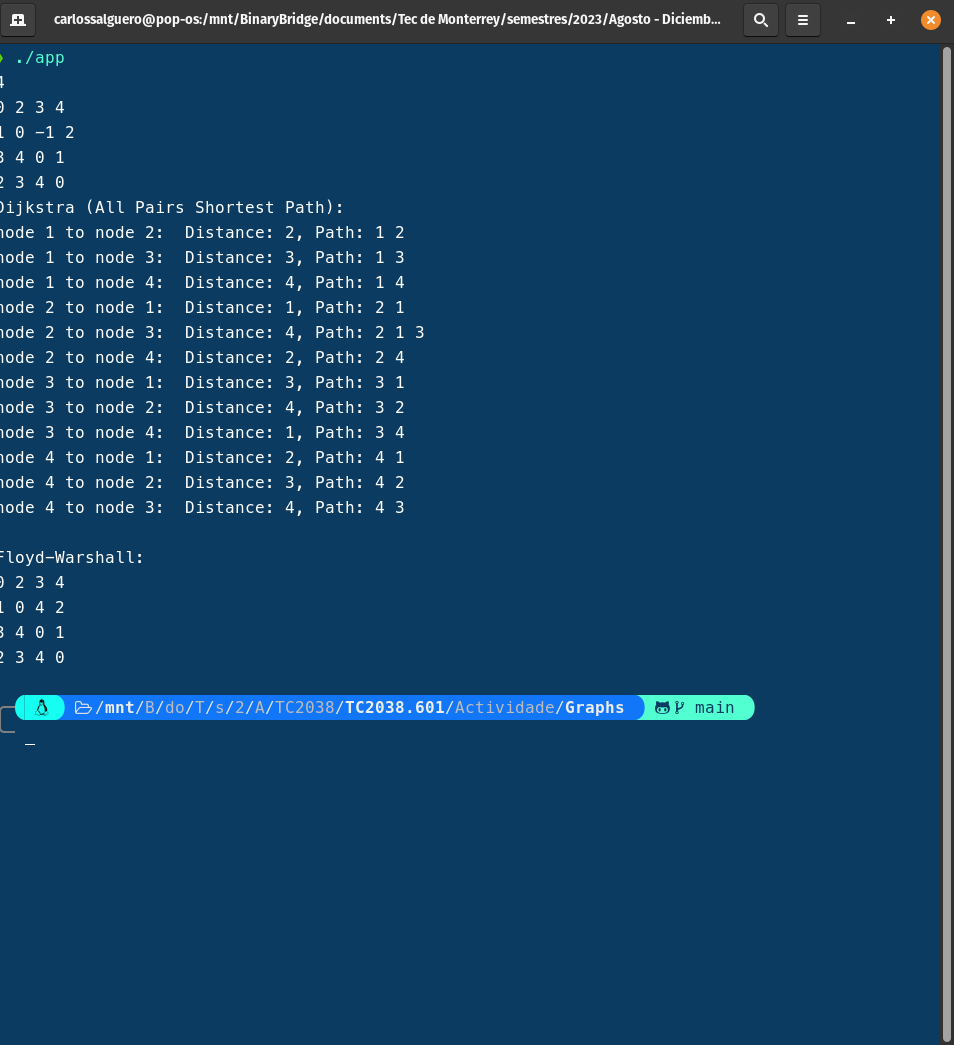 carlossalguero@pop-os:/mnt/BinaryBridge/documents/Tec de Monterrey/semestres/2023/Agosto - Diciemb...
❯ ./app
4
0 2 3 4
1 0 -1 2
3 4 0 1
2 3 4 0
Dijkstra (All Pairs Shortest Path):
node 1 to node 2:  Distance: 2, Path: 1 2
node 1 to node 3:  Distance: 3, Path: 1 3
node 1 to node 4:  Distance: 4, Path: 1 4
node 2 to node 1:  Distance: 1, Path: 2 1
node 2 to node 3:  Distance: 4, Path: 2 1 3
node 2 to node 4:  Distance: 2, Path: 2 4
node 3 to node 1:  Distance: 3, Path: 3 1
node 3 to node 2:  Distance: 4, Path: 3 2
node 3 to node 4:  Distance: 1, Path: 3 4
node 4 to node 1:  Distance: 2, Path: 4 1
node 4 to node 2:  Distance: 3, Path: 4 2
node 4 to node 3:  Distance: 4, Path: 4 3
Floyd-Warshall:
0 2 3 4
1 0 4 2
3 4 0 1
2 3 4 0
/mnt/B/do/T/s/2/A/TC2038/TC2038.601/Actividade/Graphs main
_